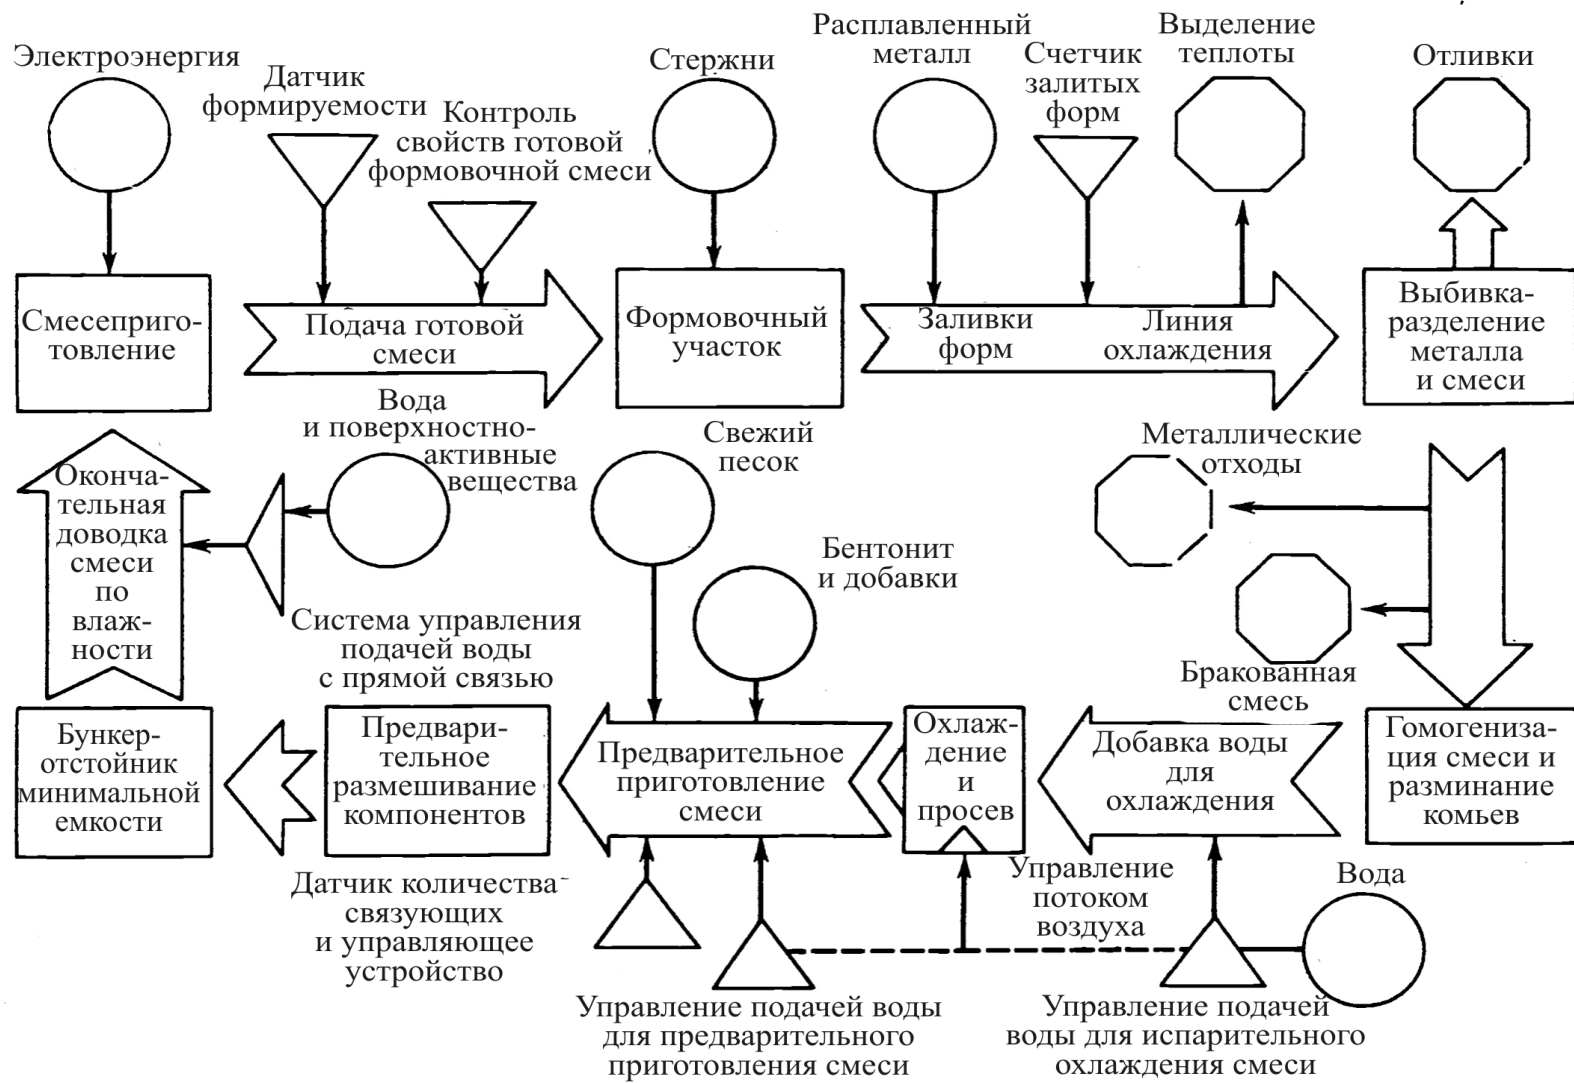 Электроэнергия
Датчик
формируемости
Контроль
свойств готовой
формовочной смеси
Стержни
Расплавленный
металл
Счетчик
залитых
форм
Выделение
теплоты
Отливки
Смесеприго-
товление
Подача готовой
смеси
Формовочный
участок
Заливки
форм
Линия
охлаждения
Выбивка-
разделение
металла
и смеси
Вода
и поверхностно-
активные
вещества
Свежий
песок
Металлические
отходы
Оконча-
тельная
доводка
смеси
по
влаж-
ности
Бентонит
и добавки
Система управления
подачей воды
с прямой связью
Бракованная
смесь
Бункер-
отстойник
минимальной
емкости
Предвари-
тельное
размешивание
компонентов
Предварительное
приготовление
смеси
Охлаж-
дение
и
просев
Добавка воды
для
охлаждения
Гомогениза-
ция смеси и
разминание
комьев
Датчик количества
связующих
и управляющее
устройство
Управление
потоком
воздуха
Вода
Управление подачей воды
для предварительного
приготовления смеси
Управление подачей
воды для испарительного
охлаждения смеси